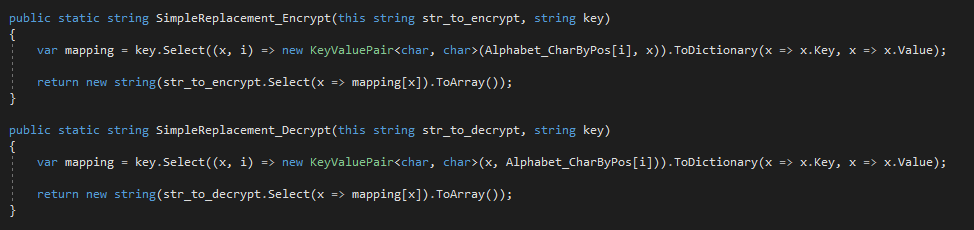 public static string SimpleReplacement_Encrypt(this string str_to_encrypt, string key)
{
    var mapping = key.Select((x, i) => new KeyValuePair<char, char>(Alphabet_CharByPos[i], x)).ToDictionary(x => x.Key, x => x.Value);

    return new string(str_to_encrypt.Select(x => mapping[x]).ToArray());
}

public static string SimpleReplacement_Decrypt(this string str_to_decrypt, string key)
{
    var mapping = key.Select((x, i) => new KeyValuePair<char, char>(x, Alphabet_CharByPos[i])).ToDictionary(x => x.Key, x => x.Value);

    return new string(str_to_decrypt.Select(x => mapping[x]).ToArray());
}